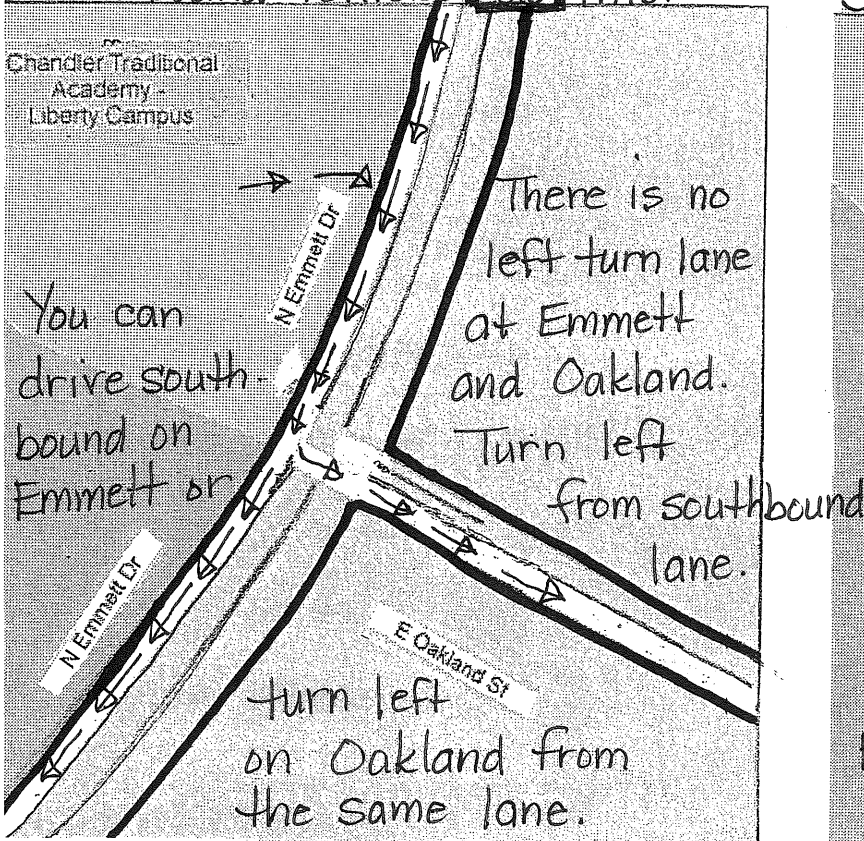 Chandler Traditional
Academy -
Liberty Campus
N Emmett Dr
There is no
left turn lane
at Emmett
and Oakland.
Turn left
from southbound
lane.
You can
drive south-
bound on
Emmett or
N Emmett Dr
E Oakland St
turn left
on Oakland from
the same lane.